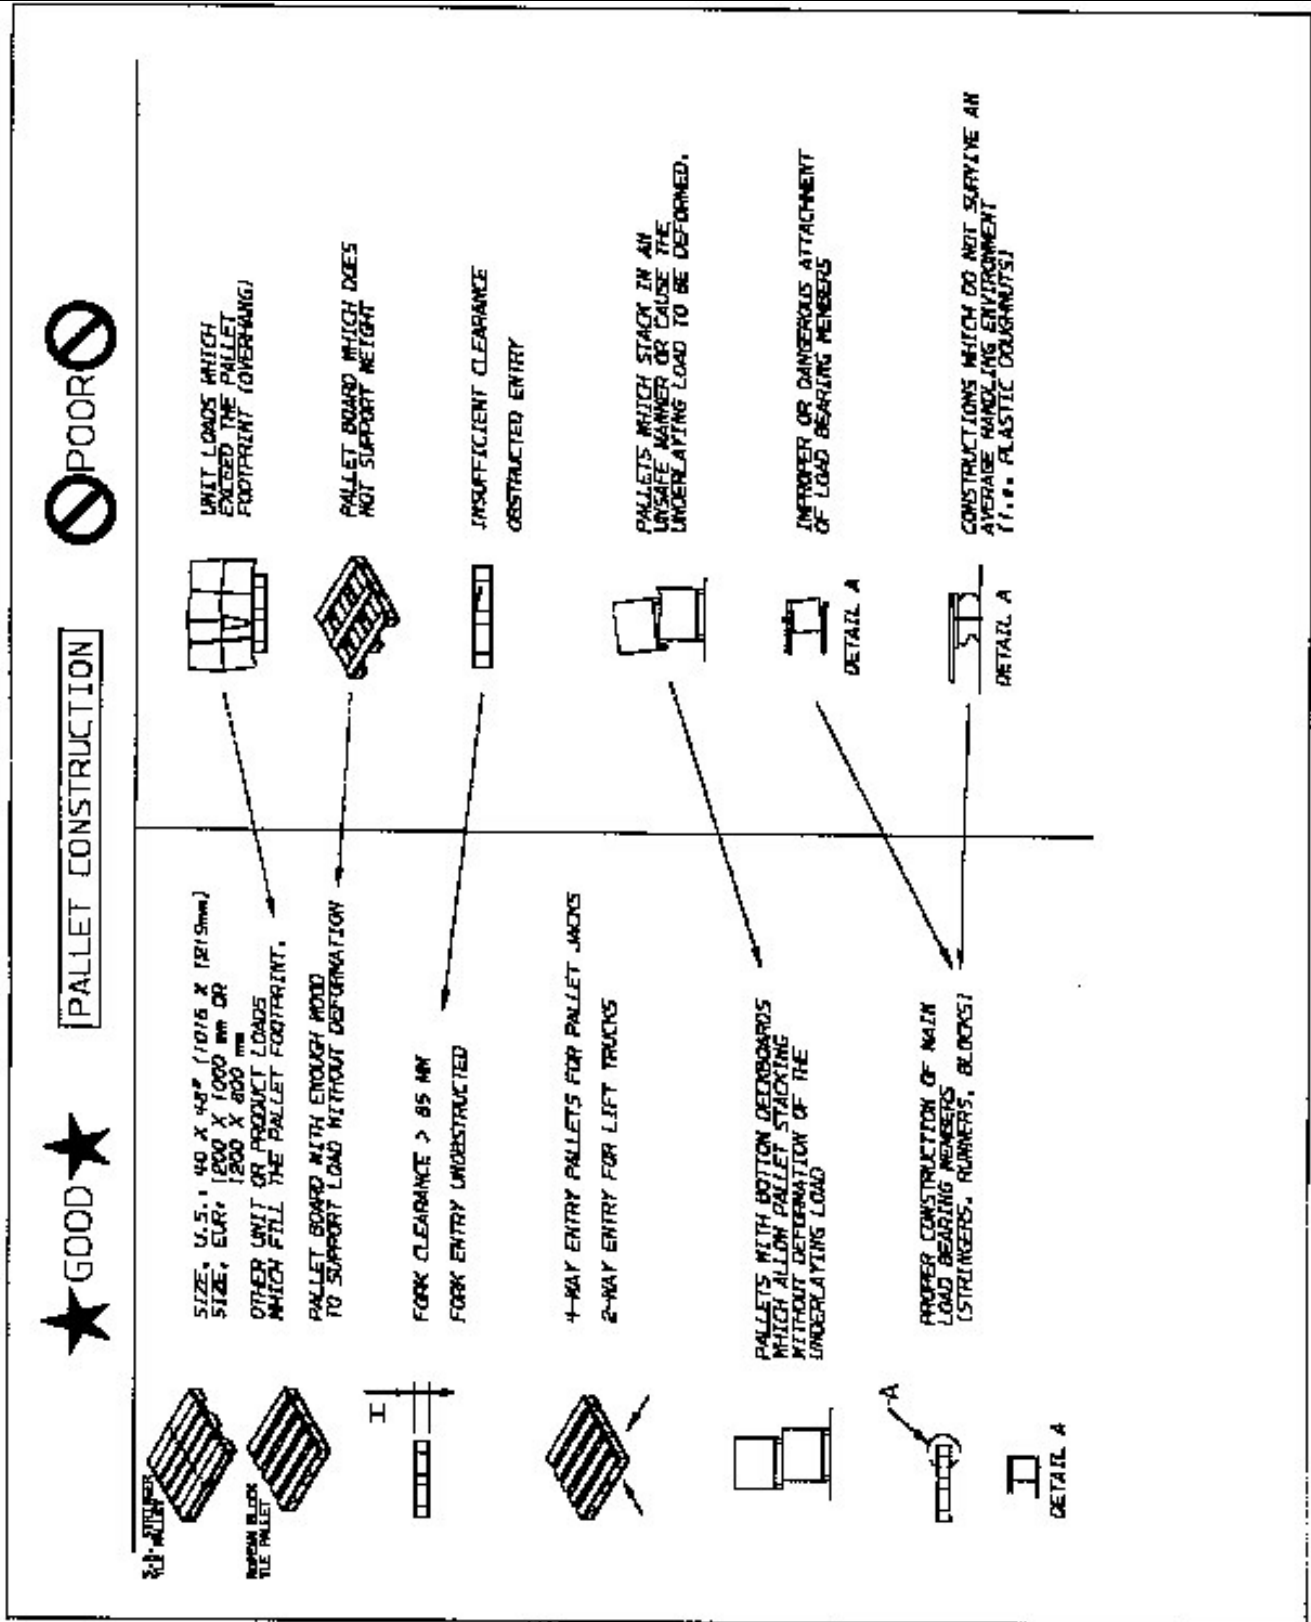 PALLET CONSTRUCTION
GOOD
POOR
SIZE, U.S.: 40 X 48" (1016 X 1219mm)
SIZE, EUR: 1200 X 1000 mm OR
1200 X 800 mm
OTHER UNIT OR PRODUCT LOADS
WHICH FILL THE PALLET FOOTPRINT.
PALLET BOARD WITH ENOUGH WOOD
TO SUPPORT LOAD WITHOUT DEFORMATION
FORK CLEARANCE > 85 MM
FORK ENTRY UNOBSTRUCTED
4-WAY ENTRY PALLETS FOR PALLET JACKS
2-WAY ENTRY FOR LIFT TRUCKS
PALLETS WITH BOTTON DECKBOARDS
WHICH ALLOW PALLET STACKING
WITHOUT DEFORMATION OF THE
UNDERLAYING LOAD
PROPER CONSTRUCTION OF MAIN
LOAD BEARING MEMBERS
(STRINGERS, RUNNERS, BLOCKS)
STRINGER
ROPEAN BLOCK
TLE PALLET
H
A
DETAIL A
UNIT LOADS WHICH
EXCEED THE PALLET
FOOTPRINT (OVERHANG)
PALLET BOARD WHICH DOES
NOT SUPPORT WEIGHT
INSUFFICIENT CLEARANCE
OBSTRUCTED ENTRY
PALLETS WHICH STACK IN AN
UNSAFE MANNER OR CAUSE THE
UNDERLAYING LOAD TO BE DEFORMED.
IMPROPER OR DANGEROUS ATTACHMENT
OF LOAD BEARING MEMBERS
DETAIL A
CONSTRUCTIONS WHICH DO NOT SURVIVE AN
AVERAGE HANDLING ENVIRONMENT
(i.e. PLASTIC DOUGHNUTS)
DETAIL A